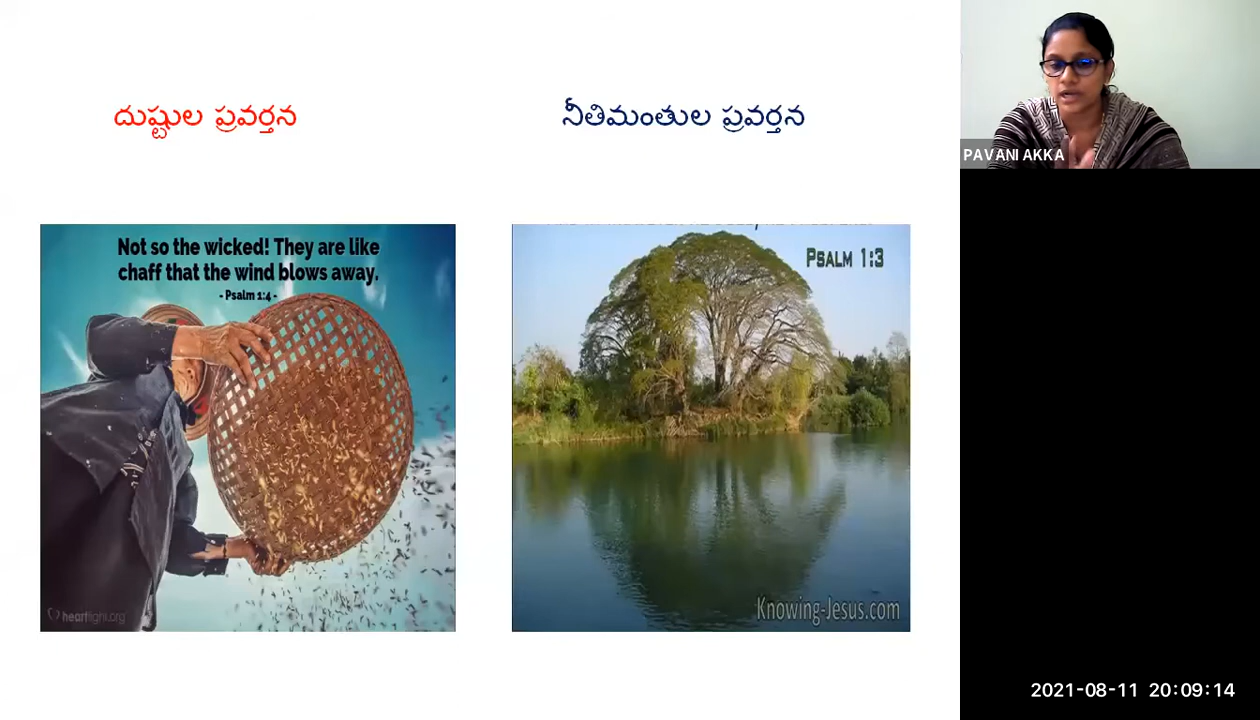 దుష్టుల ప్రవర్తన
నీతిమంతుల ప్రవర్తన
Not so the wicked! They are like
chaff that the wind blows away.
- Psalm 1:4 -
heartlight.org
PSALM 1:3
Knowing-Jesus.com
PAVANI AKKA
2021-08-11 20:09:14